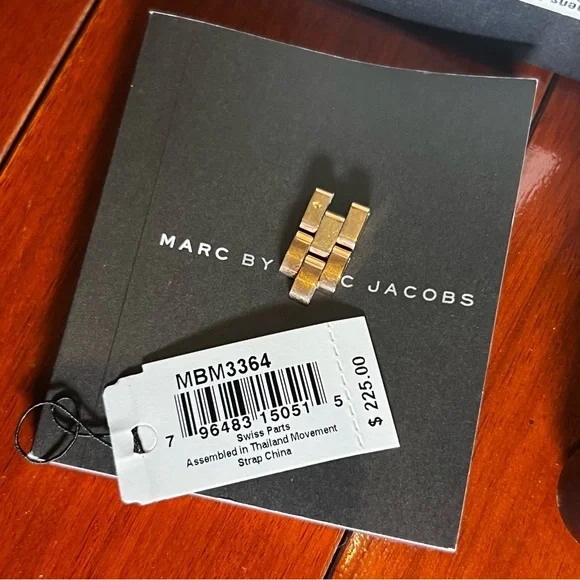 MARC BY C JACOBS
MBM3364
7 96483 15051 5
Swiss Parts
Assembled in Thailand Movement
Strap China
$ 225.00